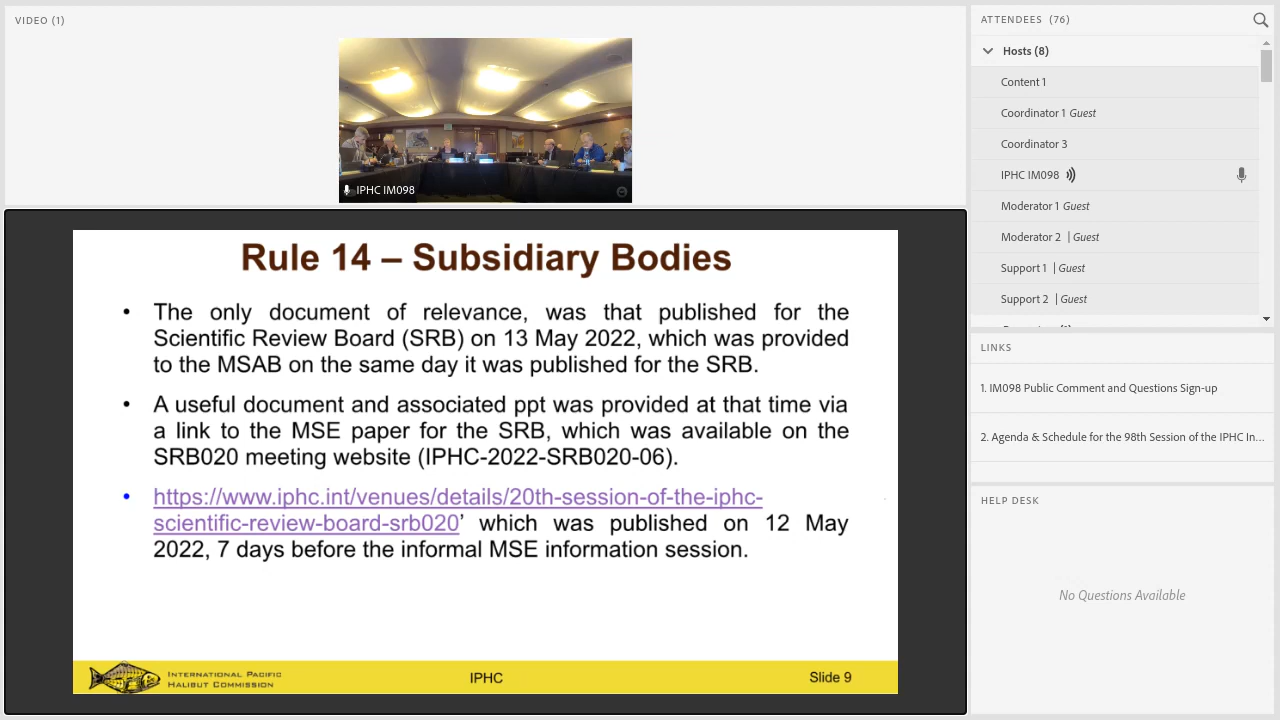 VIDEO (1)
IPHC IM098
Rule 14 – Subsidiary Bodies
• The only document of relevance, was that published for the
Scientific Review Board (SRB) on 13 May 2022, which was provided
to the MSAB on the same day it was published for the SRB.
• A useful document and associated ppt was provided at that time via
a link to the MSE paper for the SRB, which was available on the
SRB020 meeting website (IPHC-2022-SRB020-06).
• https://www.iphc.int/venues/details/20th-session-of-the-iphc-
scientific-review-board-srb020’ which was published on 12 May
2022, 7 days before the informal MSE information session.
INTERNATIONAL PACIFIC
HALIBUT COMMISSION
IPHC
Slide 9
ATTENDEES (76)
Hosts (8)
Content 1
Coordinator 1 Guest
Coordinator 3
IPHC IM098
Moderator 1 Guest
Moderator 2 | Guest
Support 1 | Guest
Support 2 | Guest
LINKS
1. IM098 Public Comment and Questions Sign-up
2. Agenda & Schedule for the 98th Session of the IPHC In...
HELP DESK
No Questions Available